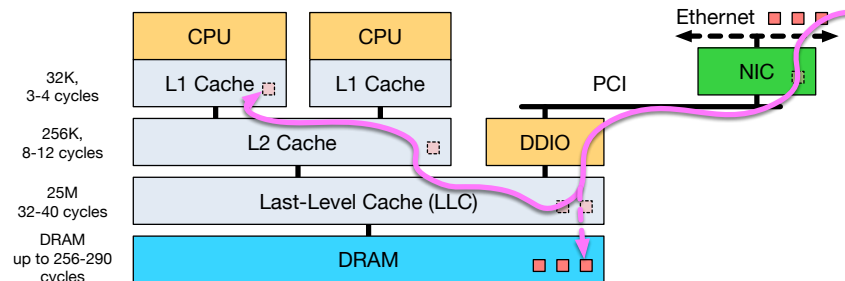 Ethernet
CPU
CPU
NIC
32K,
3-4 cycles
L1 Cache
L1 Cache
PCI
256K,
8-12 cycles
L2 Cache
DDIO
25M
32-40 cycles
Last-Level Cache (LLC)
DRAM
up to 256-290
cycles
DRAM